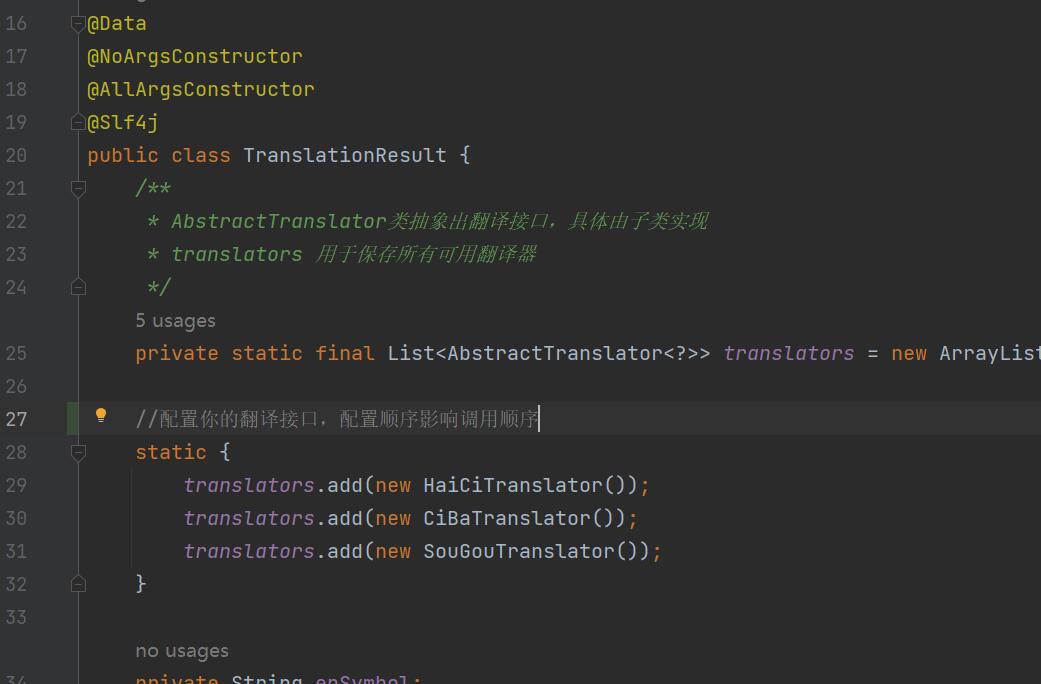 16 @Data
17 @NoArgsConstructor
18 @AllArgsConstructor
19 @Slf4j
20 public class TranslationResult {
21 /**
22 * AbstractTranslator类抽象出翻译接口，具体由子类实现
23 * translators 用于保存所有可用翻译器
24 */
5 usages
25 private static final List<AbstractTranslator<?>> translators = new ArrayList
26
27 //配置你的翻译接口，配置顺序影响调用顺序
28 static {
29 translators.add(new HaiCiTranslator());
30 translators.add(new CiBaTranslator());
31 translators.add(new SouGouTranslator());
32 }
33
no usages
34 private String enSymbol;